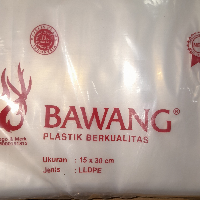 BAWANG®
PLASTIK BERKUALITAS
Ukuran : 15 x 30 cm
Jenis : LLDPE